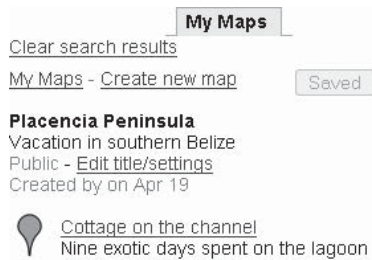 My Maps
Clear search results
My Maps - Create new map Saved
Placencia Peninsula
Vacation in southern Belize
Public - Edit title/settings
Created by on Apr 19
Cottage on the channel
Nine exotic days spent on the lagoon